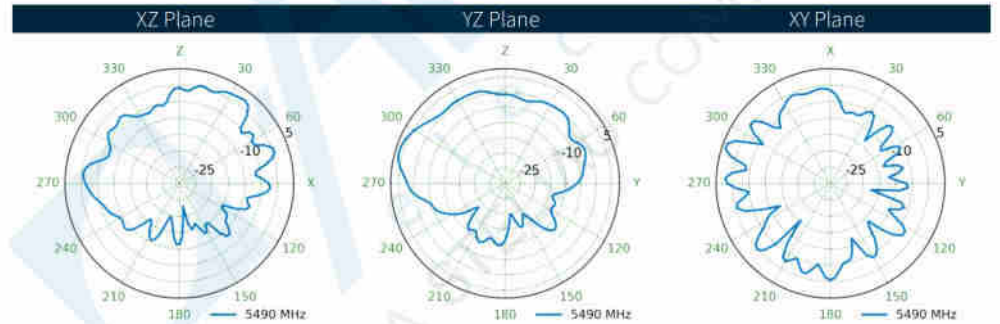 XZ Plane YZ Plane XY Plane
Z Z X
330 30 330 30 330 30
300 60 300 60 300 60
5 5 5
-10 -10 -10
-25 -25 -25
270 X 270 Y 270 Y
240 120 240 120 240 120
210 150 210 150 210 150
180 5490 MHz 180 5490 MHz 180 5490 MHz